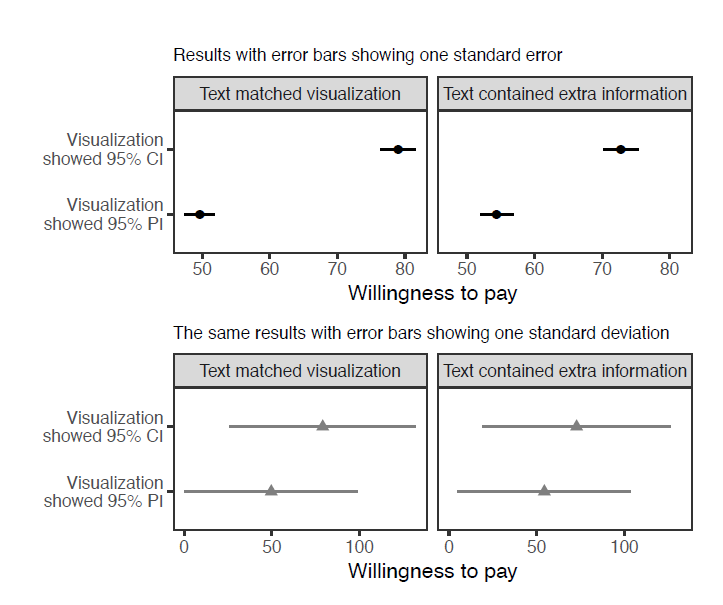 Results with error bars showing one standard error
Text matched visualization
Text contained extra information
Visualization
showed 95% CI
Visualization
showed 95% PI
50 60 70 80
50 60 70 80
Willingness to pay
The same results with error bars showing one standard deviation
Text matched visualization
Text contained extra information
Visualization
showed 95% CI
Visualization
showed 95% PI
0 50 100
0 50 100
Willingness to pay